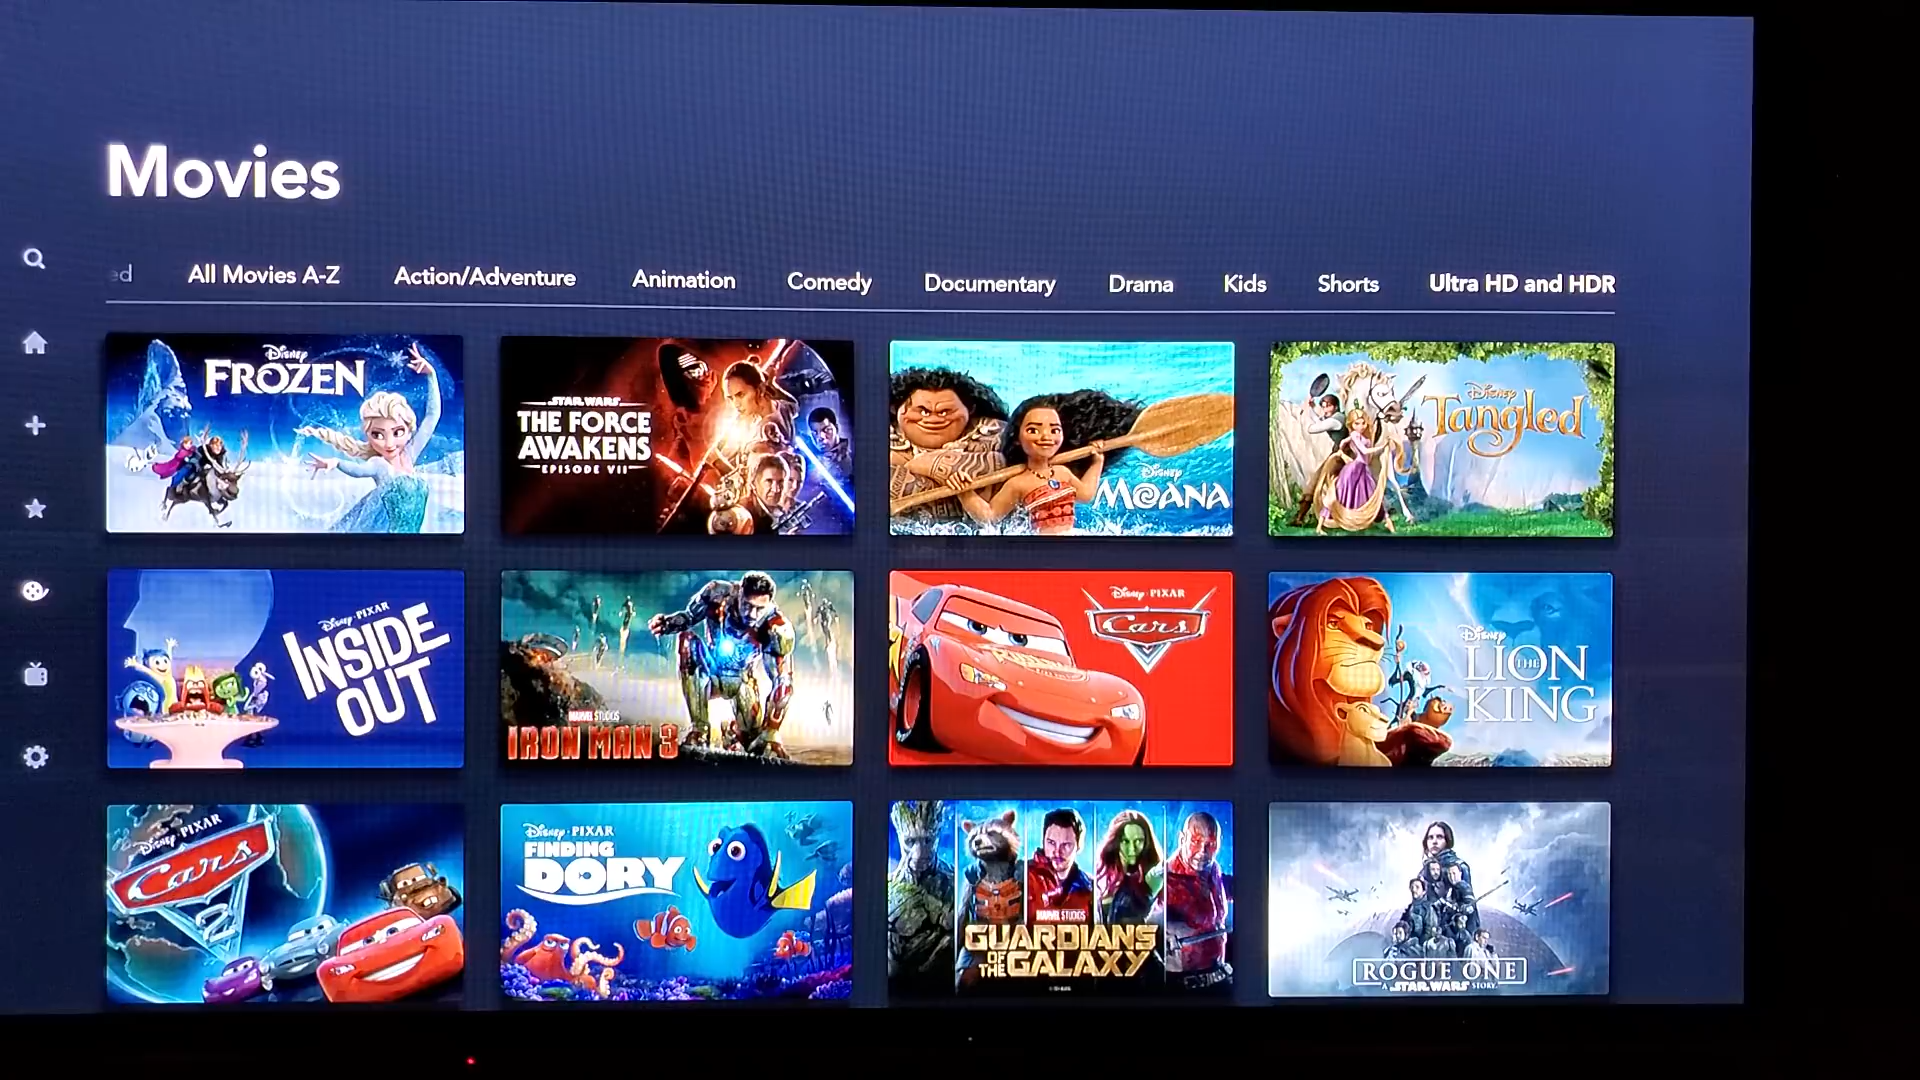 Movies
ed
All Movies A-Z
Action/Adventure
Animation
Comedy
Documentary
Drama
Kids
Shorts
Ultra HD and HDR
Disney
FROZEN
STAR WARS
THE FORCE
AWAKENS
EPISODE VII
Disney
MOANA
Disney
Tangled
Disney·PIXAR
INSIDE
OUT
MARVEL STUDIOS
IRON MAN 3
Disney·PIXAR
Cars
Disney
THE
LION
KING
Disney·PIXAR
Cars
2
Disney·PIXAR
FINDING
DORY
MARVEL STUDIOS
GUARDIANS
OF THE GALAXY
ROGUE ONE
A STAR WARS STORY